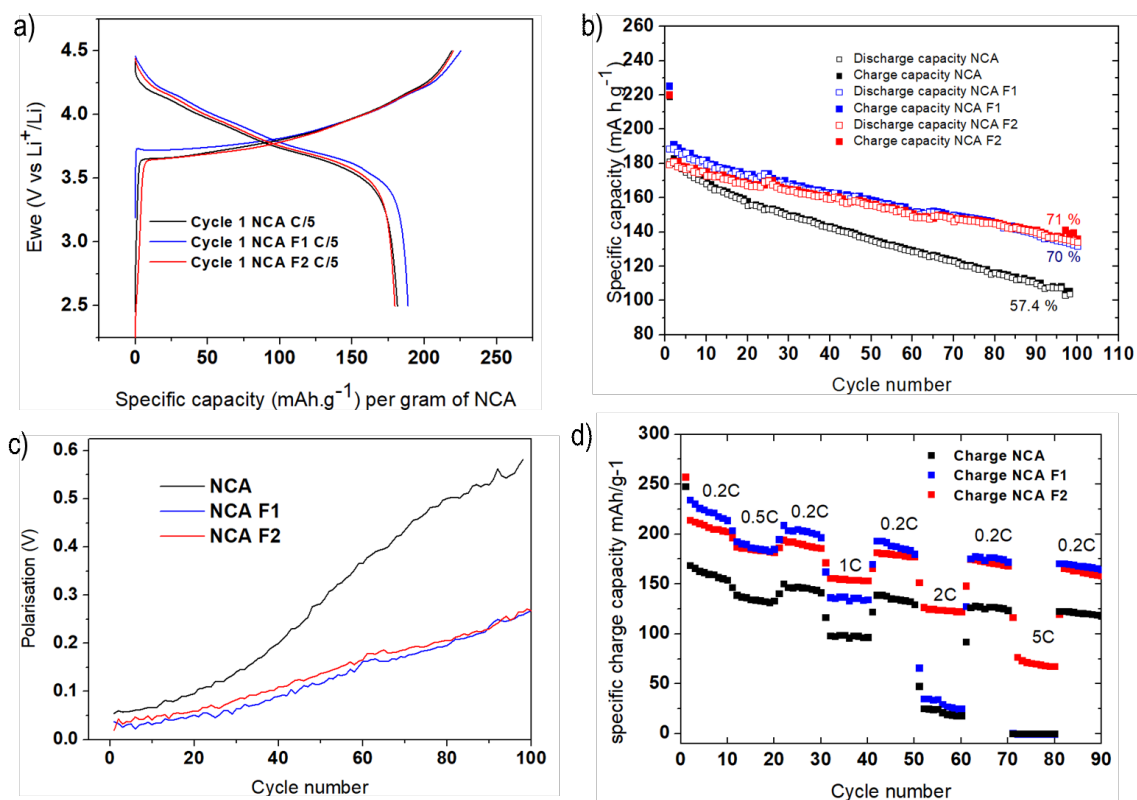 a)
Ewe (V vs Li⁺/Li)
4.5
4.0
3.5
3.0
2.5
Cycle 1 NCA C/5
Cycle 1 NCA F1 C/5
Cycle 1 NCA F2 C/5
0 50 100 150 200 250
Specific capacity (mAh.g⁻¹) per gram of NCA
b)
Specific capacity (mA h g⁻¹)
280
260
240
220
200
180
160
140
120
100
80
Discharge capacity NCA
Charge capacity NCA
Discharge capacity NCA F1
Charge capacity NCA F1
Discharge capacity NCA F2
Charge capacity NCA F2
71 %
70 %
57.4 %
0 10 20 30 40 50 60 70 80 90 100 110
Cycle number
c)
Polarisation (V)
0.6
0.5
0.4
0.3
0.2
0.1
0.0
NCA
NCA F1
NCA F2
0 20 40 60 80 100
Cycle number
d)
specific charge capacity mAh/g-1
300
250
200
150
100
50
0
Charge NCA
Charge NCA F1
Charge NCA F2
0.2C
0.5C
0.2C
1C
0.2C
2C
0.2C
5C
0.2C
0 10 20 30 40 50 60 70 80 90
Cycle number